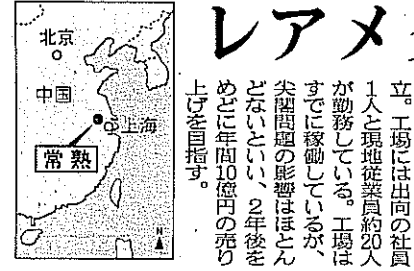 レアメ
立。工場には出向の社員
1人と現地従業員約20人
が勤務している。工場は
すでに稼働しているが、
尖閣問題の影響はほとん
どないといい、2年後を
めどに年間10億円の売り
上げを目指す。
北京
中国
上海
常熟
N